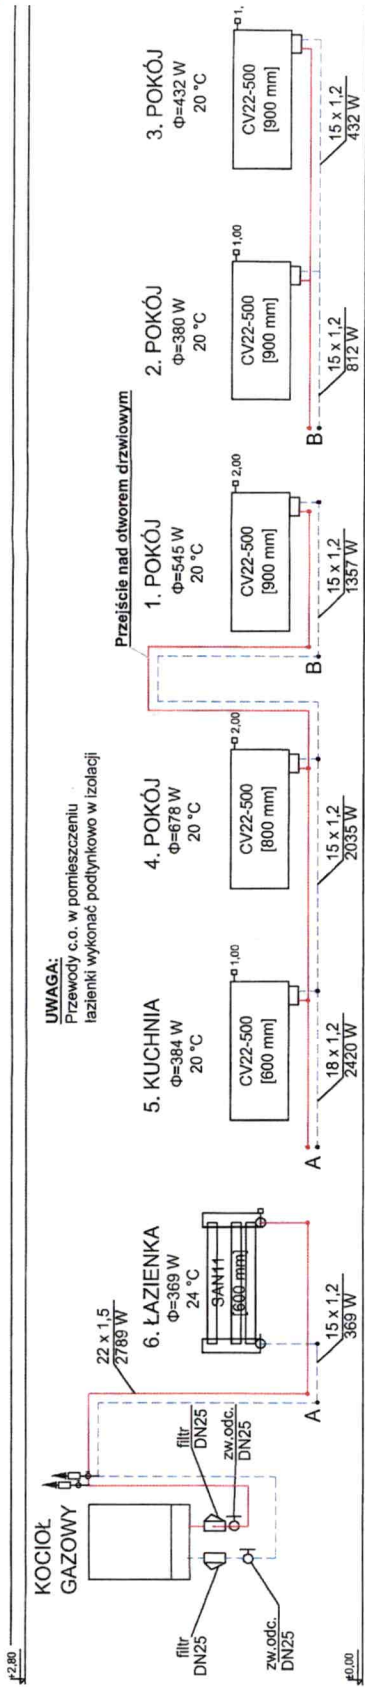 +2,80
±0,00
KOCIOŁ
GAZOWY
filtr
DN25
zw.odc.
DN25
filtr
DN25
zw.odc.
DN25
22 x 1,5
2789 W
6. ŁAZIENKA
Φ=369 W
24 °C
SAN11
[600 mm]
A
15 x 1,2
369 W
UWAGA:
Przewody c.o. w pomieszczeniu
łazienki wykonać podtynkowo w izolacji
5. KUCHNIA
Φ=384 W
20 °C
1,00
CV22-500
[600 mm]
A
18 x 1,2
2420 W
4. POKÓJ
Φ=678 W
20 °C
2,00
CV22-500
[800 mm]
15 x 1,2
2035 W
Przejście nad otworem drzwiowym
1. POKÓJ
Φ=545 W
20 °C
2,00
CV22-500
[900 mm]
B
15 x 1,2
1357 W
2. POKÓJ
Φ=380 W
20 °C
1,00
CV22-500
[900 mm]
B
15 x 1,2
812 W
3. POKÓJ
Φ=432 W
20 °C
1,
CV22-500
[900 mm]
15 x 1,2
432 W